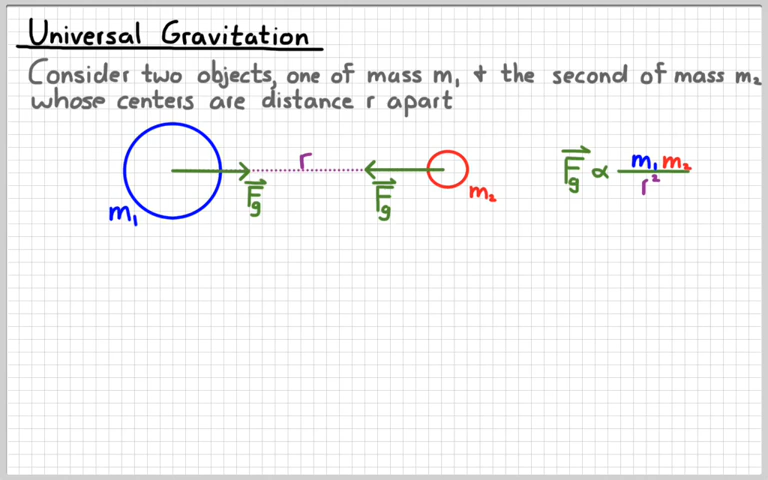 Universal Gravitation
Consider two objects, one of mass m₁ + the second of mass m₂
whose centers are distance r apart
r
F⃗g
F⃗g
m₁
m₂
F⃗g ∝ m₁m₂
r²